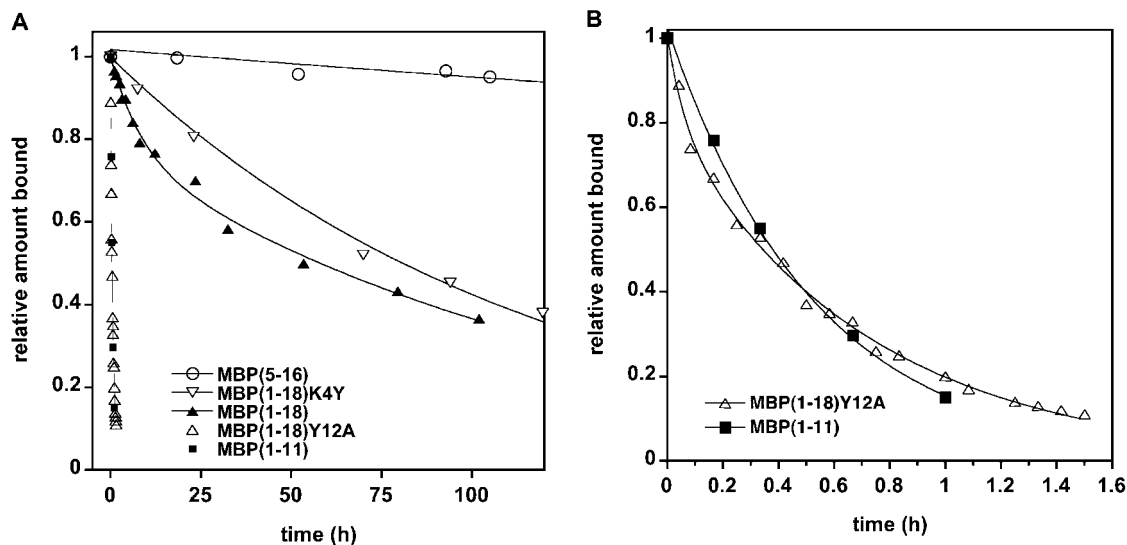 A
relative amount bound
1
0.8
0.6
0.4
0.2
0
MBP(5-16)
MBP(1-18)K4Y
MBP(1-18)
MBP(1-18)Y12A
MBP(1-11)
0 25 50 75 100
time (h)
B
relative amount bound
1
0.8
0.6
0.4
0.2
0
MBP(1-18)Y12A
MBP(1-11)
0 0.2 0.4 0.6 0.8 1 1.2 1.4 1.6
time (h)